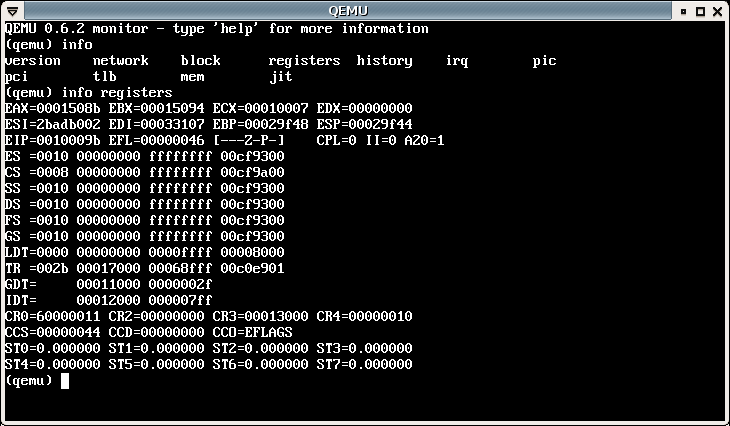 QEMU
QEMU 0.6.2 monitor - type 'help' for more information
(qemu) info
version    network    block      registers  history    irq        pic
pci        tlb        mem        jit
(qemu) info registers
EAX=0001508b EBX=00015094 ECX=00010007 EDX=00000000
ESI=2badb002 EDI=00033107 EBP=00029f48 ESP=00029f44
EIP=0010009b EFL=00000046 [---Z-P-]    CPL=0 II=0 A20=1
ES =0010 00000000 ffffffff 00cf9300
CS =0008 00000000 ffffffff 00cf9a00
SS =0010 00000000 ffffffff 00cf9300
DS =0010 00000000 ffffffff 00cf9300
FS =0010 00000000 ffffffff 00cf9300
GS =0010 00000000 ffffffff 00cf9300
LDT=0000 00000000 0000ffff 00008000
TR =002b 00017000 00068fff 00c0e901
GDT=     00011000 0000002f
IDT=     00012000 000007ff
CR0=60000011 CR2=00000000 CR3=00013000 CR4=00000010
CCS=00000044 CCD=00000000 CCO=EFLAGS
ST0=0.000000 ST1=0.000000 ST2=0.000000 ST3=0.000000
ST4=0.000000 ST5=0.000000 ST6=0.000000 ST7=0.000000
(qemu)